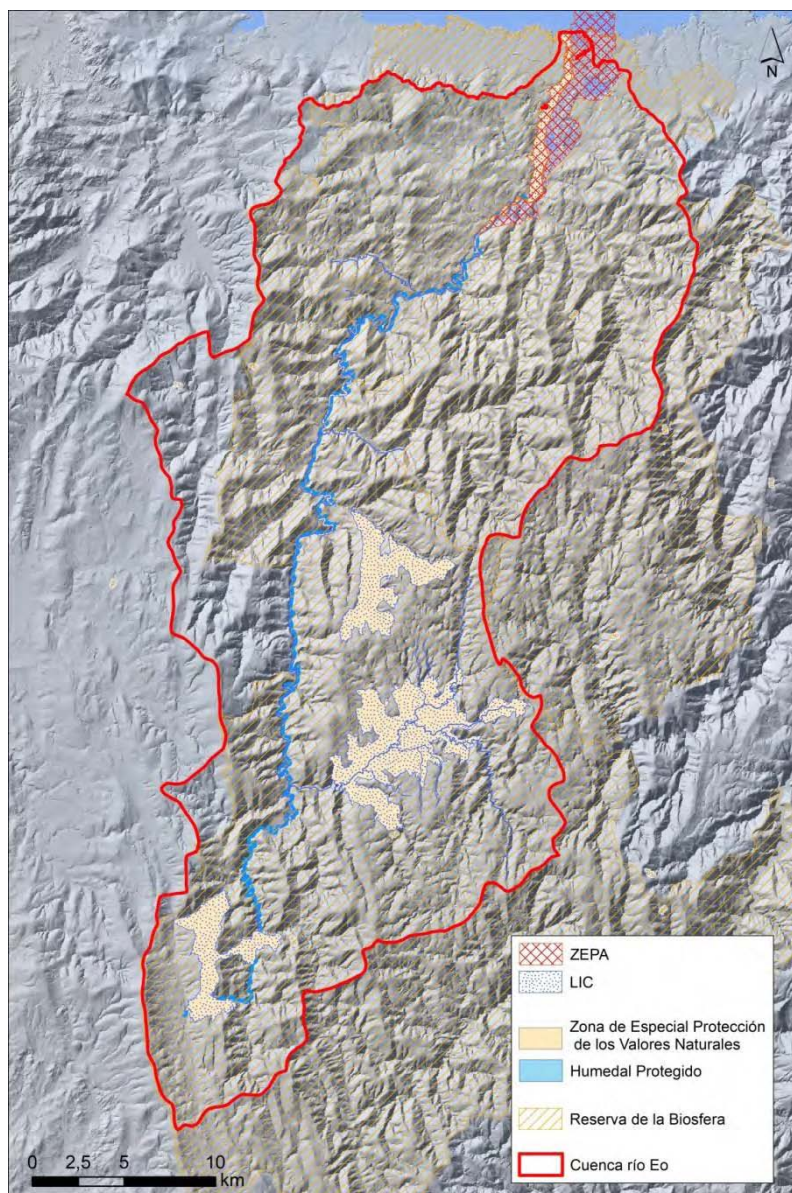 N
ZEPA
LIC
Zona de Especial Protección
de los Valores Naturales
Humedal Protegido
Reserva de la Biosfera
Cuenca río Eo
0 2,5 5 10
km